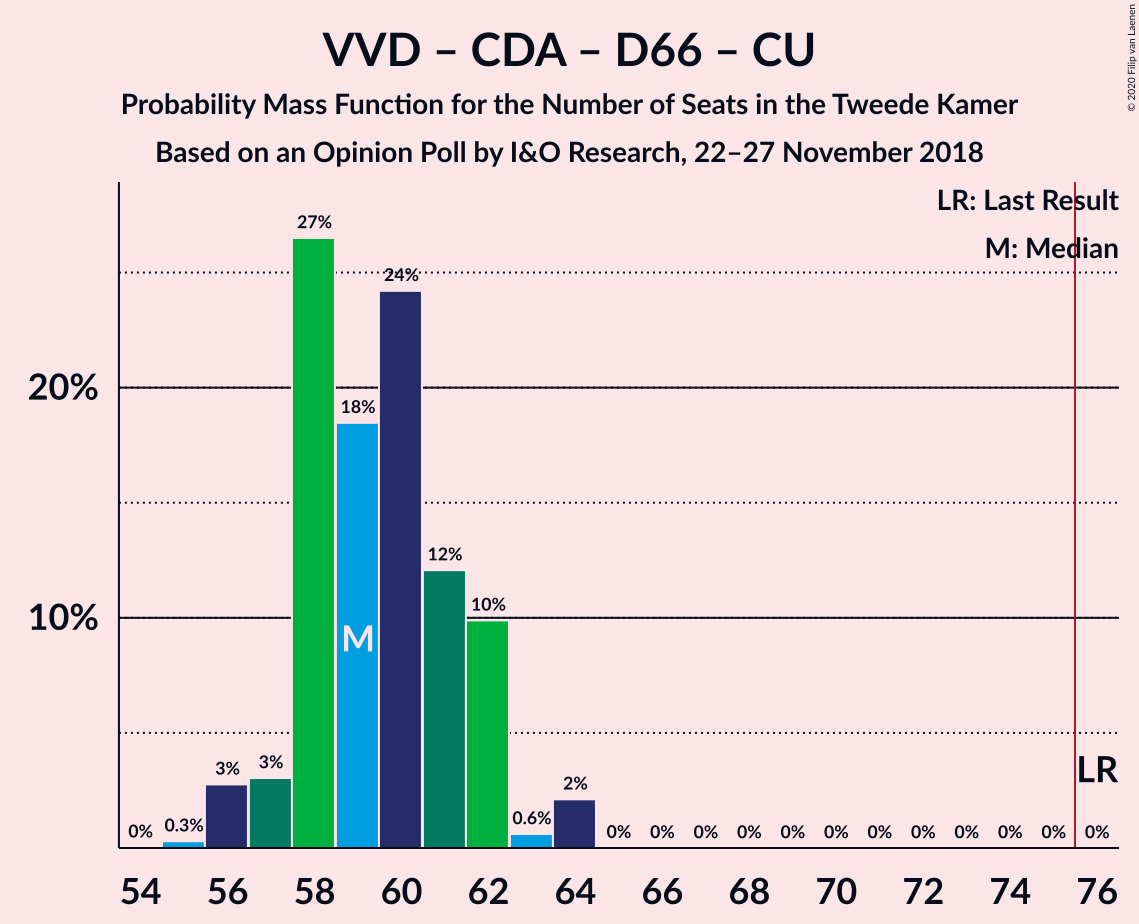 VVD – CDA – D66 – CU
Probability Mass Function for the Number of Seats in the Tweede Kamer
Based on an Opinion Poll by I&O Research, 22–27 November 2018
© 2020 Filip van Laenen
LR: Last Result
M: Median
27%
24%
20%
18%
12%
10%
10%
M
3%
3%
2%
LR
0%
0.3%
0.6%
0% 0% 0% 0% 0% 0% 0% 0% 0% 0% 0% 0%
54 56 58 60 62 64 66 68 70 72 74 76